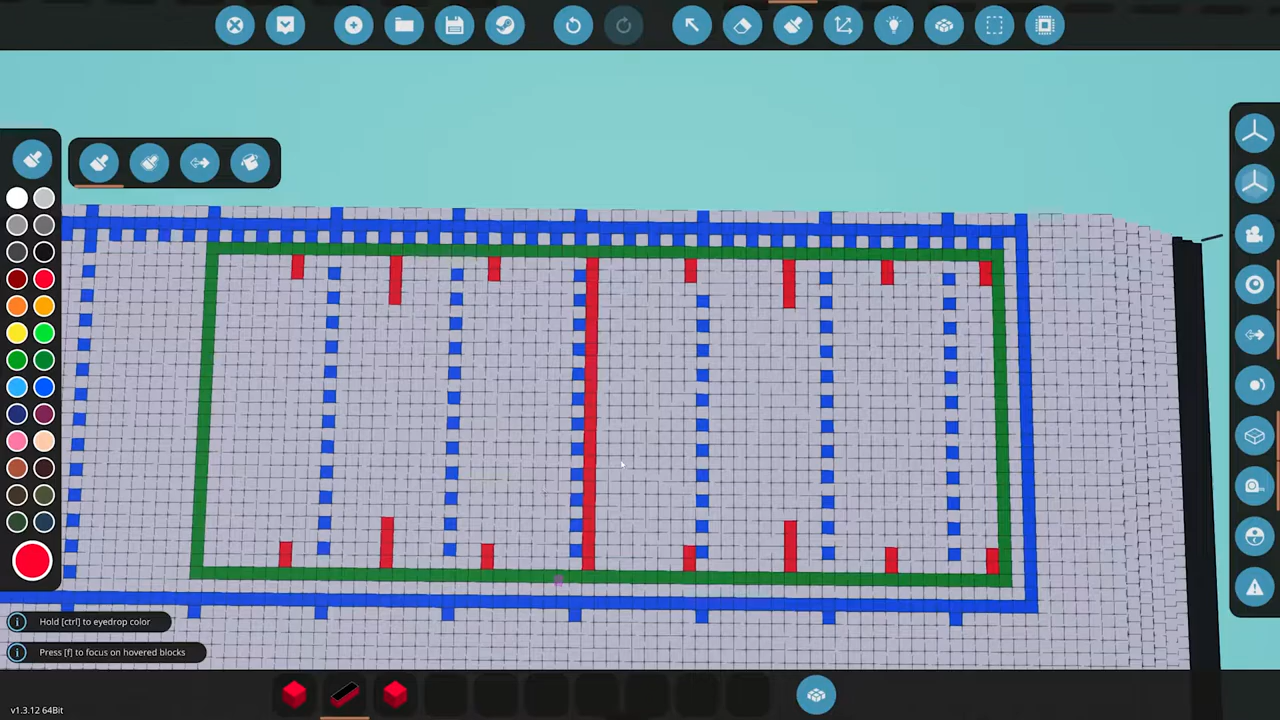 Hold [ctrl] to eyedrop color
Press [f] to focus on hovered blocks
v1.3.12 64Bit